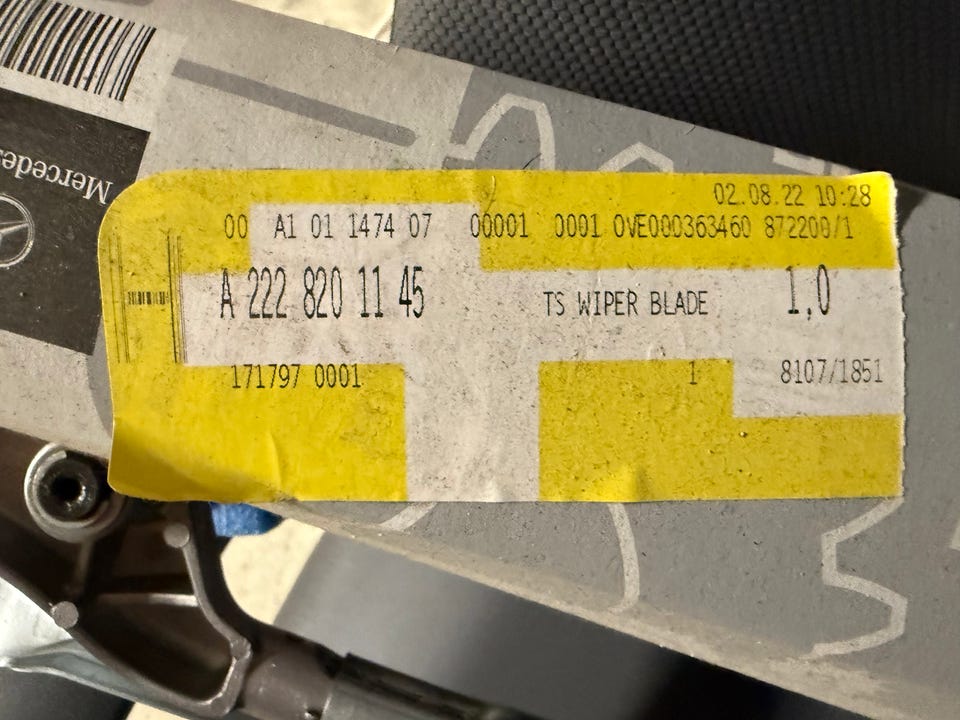 Mercedes
02.08.22 10:28
00 A1 01 1474 07 00001 0001 OVE000363460 872200/1
A 222 820 11 45 TS WIPER BLADE 1,0
171797 0001 1 8107/1851